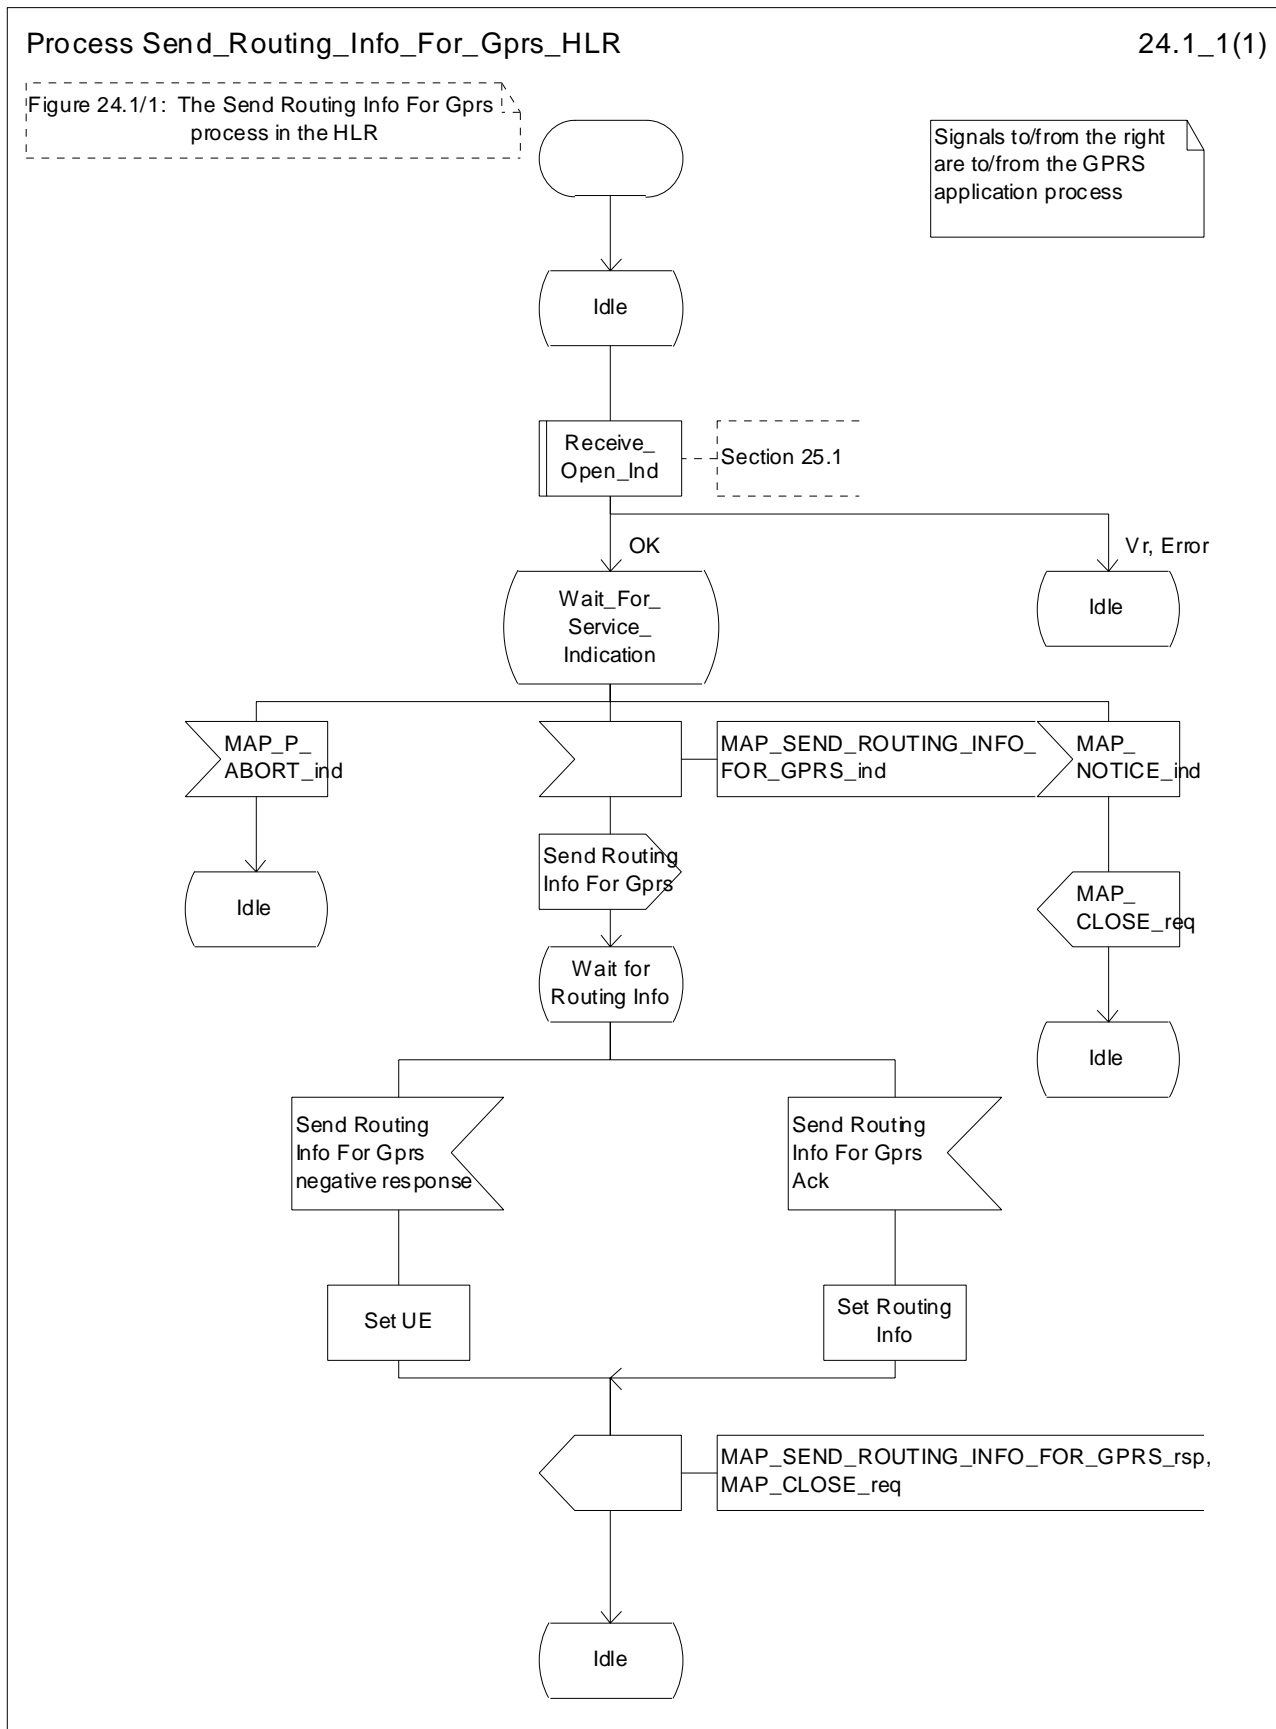 Process Send_Routing_Info_For_Gprs_HLR
24.1_1(1)
Figure 24.1/1: The Send Routing Info For Gprs
process in the HLR
Signals to/from the right
are to/from the GPRS
application process
Idle
Receive_
Open_Ind
Section 25.1
OK
Vr, Error
Wait_For_
Service_
Indication
Idle
MAP_P_
ABORT_ind
MAP_SEND_ROUTING_INFO_
FOR_GPRS_ind
MAP_
NOTICE_ind
Send Routing
Info For Gprs
Idle
MAP_
CLOSE_req
Wait for
Routing Info
Idle
Send Routing
Info For Gprs
negative response
Send Routing
Info For Gprs
Ack
Set UE
Set Routing
Info
MAP_SEND_ROUTING_INFO_FOR_GPRS_rsp,
MAP_CLOSE_req
Idle